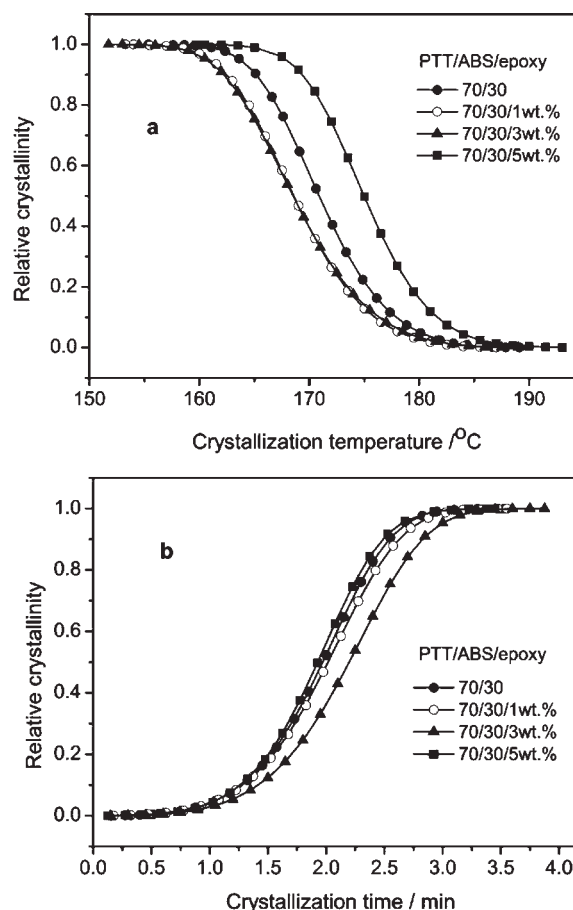 1.0
0.8
0.6
0.4
0.2
0.0
Relative crystallinity
a
PTT/ABS/epoxy
70/30
70/30/1wt.%
70/30/3wt.%
70/30/5wt.%
150 160 170 180 190
Crystallization temperature /ºC
1.0
0.8
0.6
0.4
0.2
0.0
Relative crystallinity
b
PTT/ABS/epoxy
70/30
70/30/1wt.%
70/30/3wt.%
70/30/5wt.%
0.0 0.5 1.0 1.5 2.0 2.5 3.0 3.5 4.0
Crystallization time / min